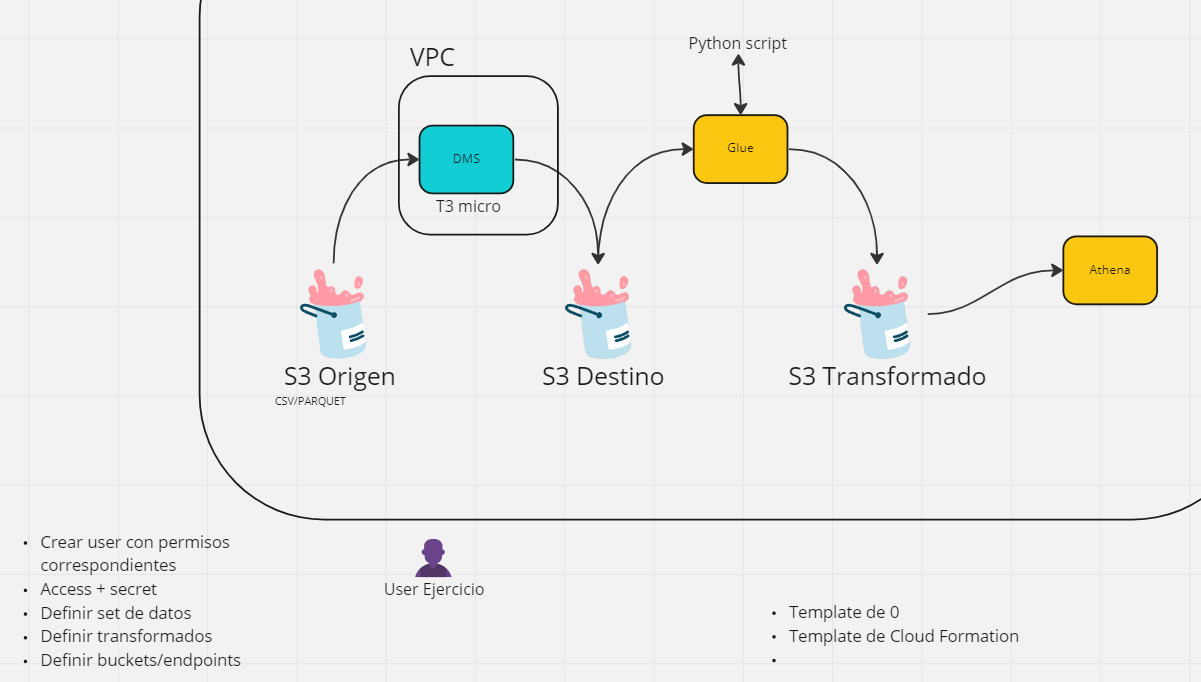 Python script
VPC
DMS
Glue
T3 micro
Athena
S3 Origen
S3 Destino
S3 Transformado
CSV/PARQUET
• Crear user con permisos
correspondientes
• Access + secret
• Definir set de datos
• Definir transformados
• Definir buckets/endpoints
User Ejercicio
• Template de 0
• Template de Cloud Formation
•